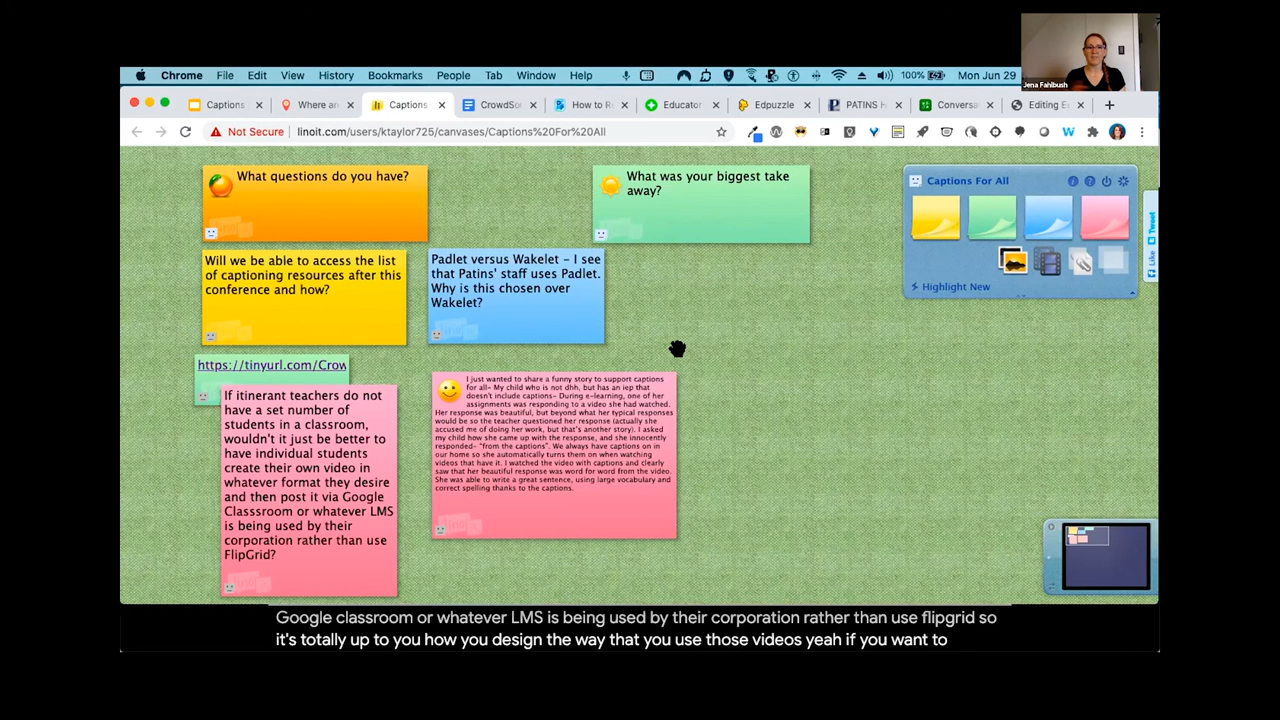 Jena Fahlbush
Chrome File Edit View History Bookmarks People Tab Window Help 100% Mon Jun 29
Captions Where an Captions CrowdSo How to R Educator Edpuzzle PATINS H Conversa Editing E
Not Secure linoit.com/users/ktaylor725/canvases/Captions%20For%20All
What questions do you have?
What was your biggest take
away?
Captions For All
Highlight New
Tweet
Like
Will we be able to access the list
of captioning resources after this
conference and how?
Padlet versus Wakelet - I see
that Patins' staff uses Padlet.
Why is this chosen over
Wakelet?
https://tinyurl.com/Crow
If itinerant teachers do not
have a set number of
students in a classroom,
wouldn't it just be better to
have individual students
create their own video in
whatever format they desire
and then post it via Google
Classsroom or whatever LMS
is being used by their
corporation rather than use
FlipGrid?
I just wanted to share a funny story to support captions
for all- My child who is not dhh, but has an iep that
doesn't include captions- During e-learning, one of her
assignments was responding to a video she had watched.
Her response was beautiful, but beyond what her typical responses
would be so the teacher questioned her response (actually she
accused me of doing her work, but that's another story). I asked
my child how she came up with the response, and she innocently
responded- "from the captions". We always have captions on in
our home so she automatically turns them on when watching
videos that have it. I watched the video with captions and clearly
saw that her beautiful response was word for word from the video.
She was able to write a great sentence, using large vocabulary and
correct spelling thanks to the captions.
Google classroom or whatever LMS is being used by their corporation rather than use flipgrid so
it's totally up to you how you design the way that you use those videos yeah if you want to